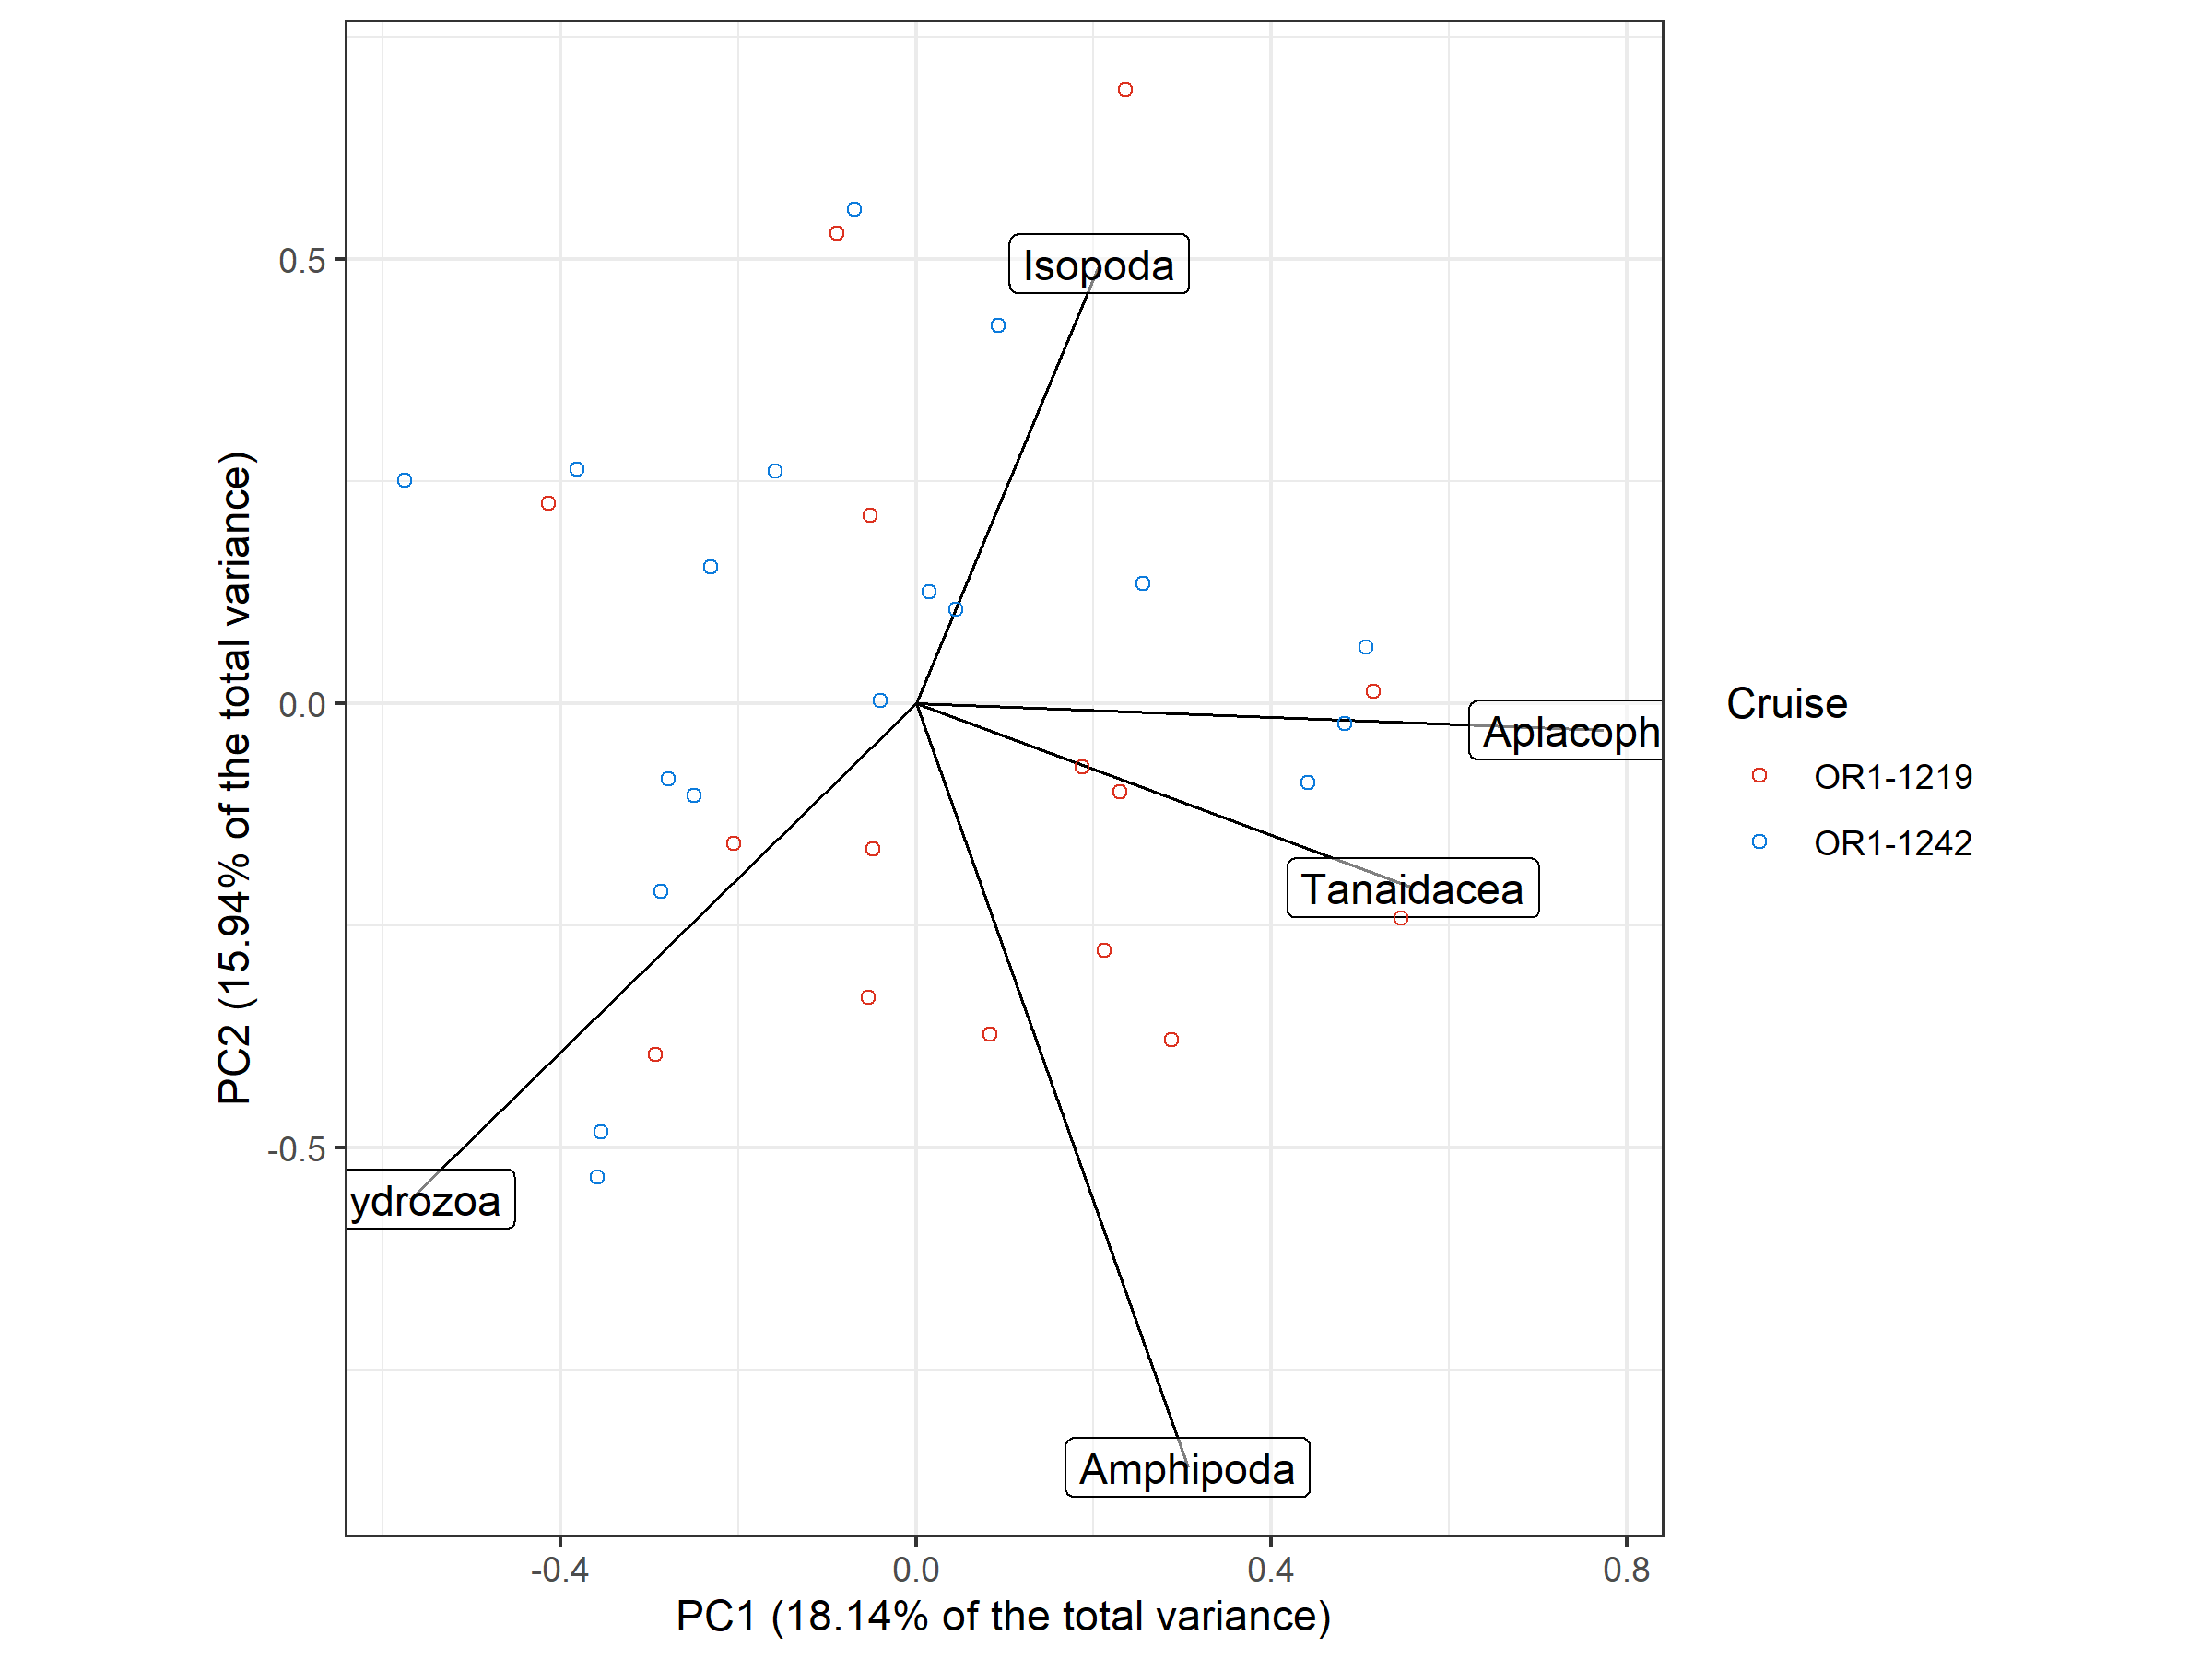 Isopoda
Aplacoph
Tanaidacea
ydrozoa
Amphipoda
0.5
0.0
-0.5
-0.4
0.0
0.4
0.8
PC1 (18.14% of the total variance)
PC2 (15.94% of the total variance)
Cruise
OR1-1219
OR1-1242